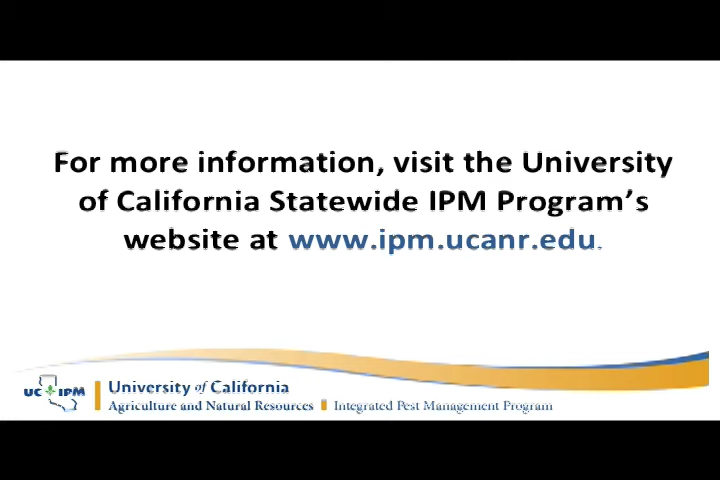 For more information, visit the University
of California Statewide IPM Program's
website at www.ipm.ucanr.edu.
UC IPM
University of California
Agriculture and Natural Resources Integrated Pest Management Program